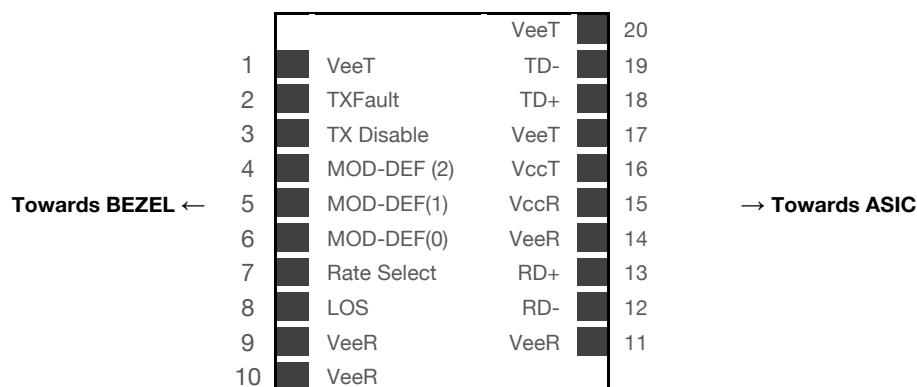 VeeT 20
1 VeeT TD- 19
2 TXFault TD+ 18
3 TX Disable VeeT 17
4 MOD-DEF (2) VccT 16
Towards BEZEL ← 5 MOD-DEF(1) VccR 15 → Towards ASIC
6 MOD-DEF(0) VeeR 14
7 Rate Select RD+ 13
8 LOS RD- 12
9 VeeR VeeR 11
10 VeeR